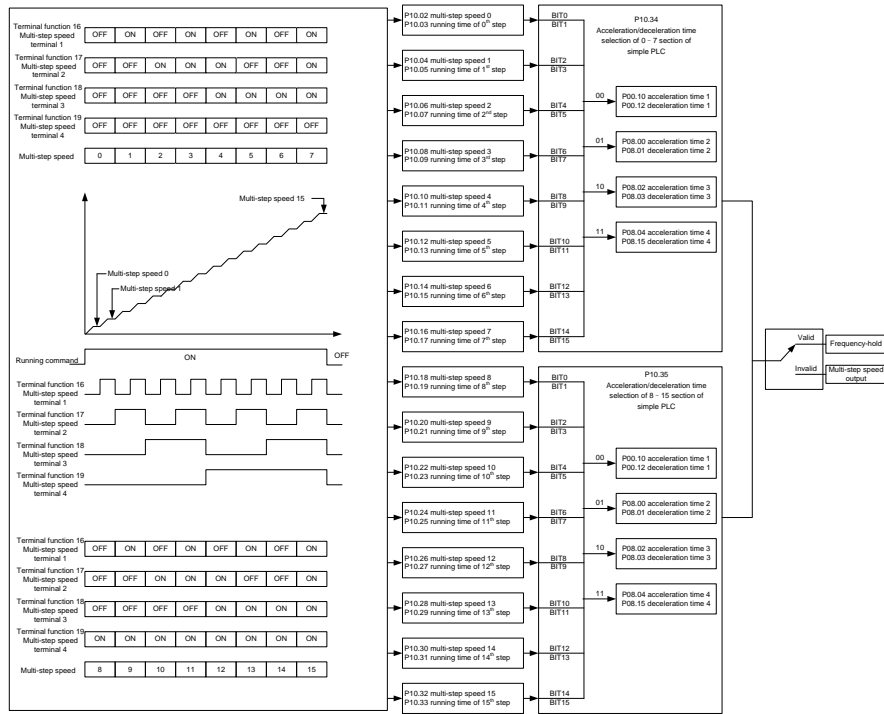 Terminal function 16
Multi-step speed
terminal 1
OFF ON OFF ON OFF ON OFF ON
Terminal function 17
Multi-step speed
terminal 2
OFF OFF ON ON OFF OFF ON ON
Terminal function 18
Multi-step speed
terminal 3
OFF OFF OFF OFF ON ON ON ON
Terminal function 19
Multi-step speed
terminal 4
OFF OFF OFF OFF OFF OFF OFF OFF
Multi-step speed
0 1 2 3 4 5 6 7
Multi-step speed 15
Multi-step speed 0
Multi-step speed 1
Running command
ON
OFF
Terminal function 16
Multi-step speed
terminal 1
Terminal function 17
Multi-step speed
terminal 2
Terminal function 18
Multi-step speed
terminal 3
Terminal function 19
Multi-step speed
terminal 4
Terminal function 16
Multi-step speed
terminal 1
OFF ON OFF ON OFF ON OFF ON
Terminal function 17
Multi-step speed
terminal 2
OFF OFF ON ON OFF OFF ON ON
Terminal function 18
Multi-step speed
terminal 3
OFF OFF OFF OFF ON ON ON ON
Terminal function 19
Multi-step speed
terminal 4
ON ON ON ON ON ON ON ON
Multi-step speed
8 9 10 11 12 13 14 15
P10.02 multi-step speed 0
P10.03 running time of 0th step
P10.04 multi-step speed 1
P10.05 running time of 1st step
P10.06 multi-step speed 2
P10.07 running time of 2nd step
P10.08 multi-step speed 3
P10.09 running time of 3rd step
P10.10 multi-step speed 4
P10.11 running time of 4th step
P10.12 multi-step speed 5
P10.13 running time of 5th step
P10.14 multi-step speed 6
P10.15 running time of 6th step
P10.16 multi-step speed 7
P10.17 running time of 7th step
P10.18 multi-step speed 8
P10.19 running time of 8th step
P10.20 multi-step speed 9
P10.21 running time of 9th step
P10.22 multi-step speed 10
P10.23 running time of 10th step
P10.24 multi-step speed 11
P10.25 running time of 11th step
P10.26 multi-step speed 12
P10.27 running time of 12th step
P10.28 multi-step speed 13
P10.29 running time of 13th step
P10.30 multi-step speed 14
P10.31 running time of 14th step
P10.32 multi-step speed 15
P10.33 running time of 15th step
BIT0
BIT1
BIT2
BIT3
BIT4
BIT5
BIT6
BIT7
BIT8
BIT9
BIT10
BIT11
BIT12
BIT13
BIT14
BIT15
P10.34
Acceleration/deceleration time
selection of 0 - 7 section of
simple PLC
00
P00.10 acceleration time 1
P00.12 deceleration time 1
01
P08.00 acceleration time 2
P08.01 deceleration time 2
10
P08.02 acceleration time 3
P08.03 deceleration time 3
11
P08.04 acceleration time 4
P08.15 deceleration time 4
BIT0
BIT1
BIT2
BIT3
BIT4
BIT5
BIT6
BIT7
BIT8
BIT9
BIT10
BIT11
BIT12
BIT13
BIT14
BIT15
P10.35
Acceleration/deceleration time
selection of 8 - 15 section of
simple PLC
00
P00.10 acceleration time 1
P00.12 deceleration time 1
01
P08.00 acceleration time 2
P08.01 deceleration time 2
10
P08.02 acceleration time 3
P08.03 deceleration time 3
11
P08.04 acceleration time 4
P08.15 deceleration time 4
Valid
Frequency-hold
Invalid
Multi-step speed
output